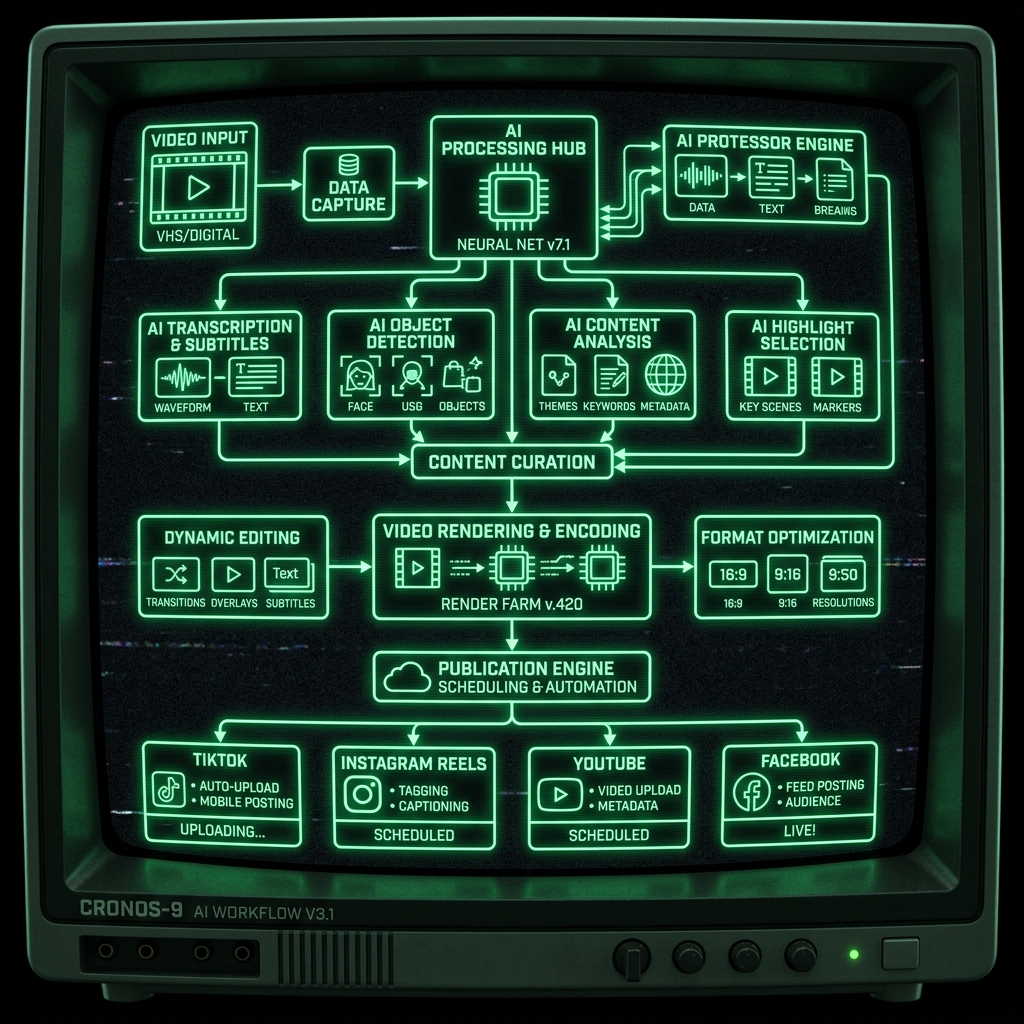 VIDEO INPUT
VHS/DIGITAL
DATA
CAPTURE
AI
PROCESSING HUB
NEURAL NET v7.1
AI PROTESSOR ENGINE
DATA
T
TEXT
BREAIWS
AI TRANSCRIPTION
& SUBTITLES
T
WAVEFORM
TEXT
AI OBJECT
DETECTION
FACE
USG
OBJECTS
AI CONTENT
ANALYSIS
THEMES
KEYWORDS
METADATA
AI HIGHLIGHT
SELECTION
KEY SCENES
MARKERS
CONTENT CURATION
DYNAMIC EDITING
Text
TRANSITIONS
OVERLAYS
SUBTITLES
VIDEO RENDERING & ENCODING
RENDER FARM v.420
FORMAT OPTIMIZATION
16:9
9:16
9:50
16:9
9:16
RESOLUTIONS
PUBLICATION ENGINE
SCHEDULING & AUTOMATION
TIKTOK
• AUTO-UPLOAD
• MOBILE POSTING
UPLOADING...
INSTAGRAM REELS
• TAGGING
• CAPTIONING
SCHEDULED
YOUTUBE
• VIDEO UPLOAD
• METADATA
SCHEDULED
FACEBOOK
• FEED POSTING
• AUDIENCE
LIVE!
CRONOS-9 AI WORKFLOW V3.1